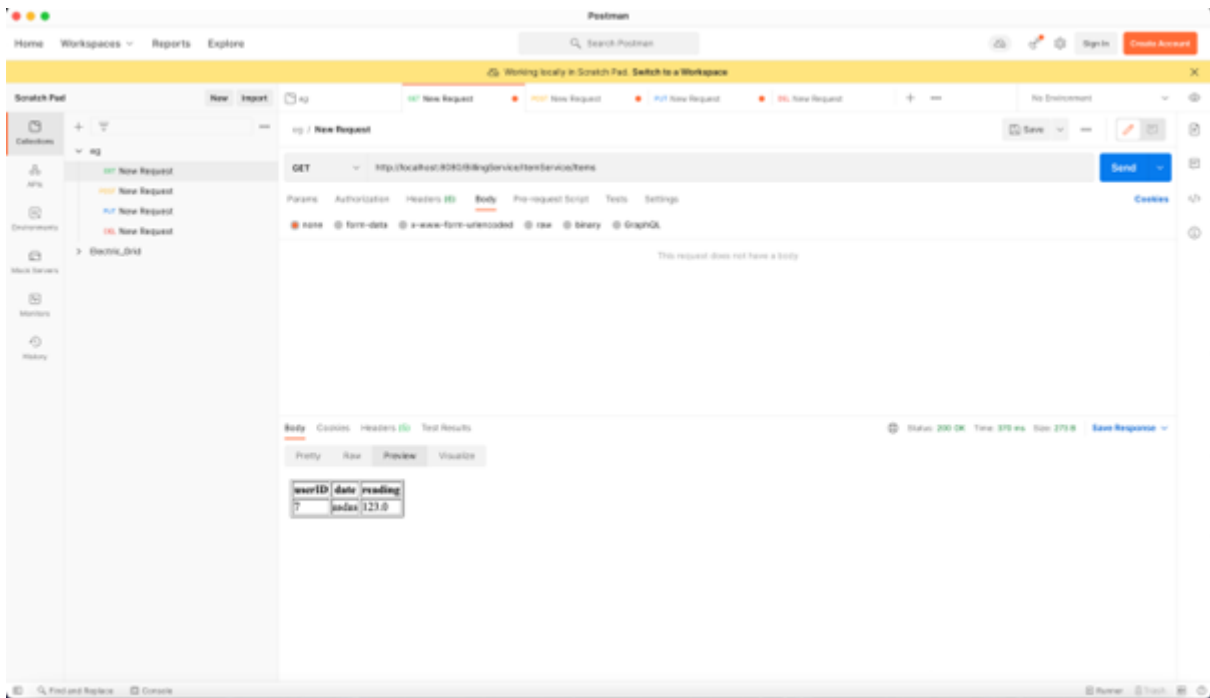 Postman
Home Workspaces Reports Explore
Search Postman
Sign In
Create Account
Working locally in Scratch Pad. Switch to a Workspace
Scratch Pad
New Import
eg
GET New Request
POST New Request
PUT New Request
DEL New Request
No Environment
Collections
APIs
Environments
Mock Servers
Monitors
History
eg
GET New Request
POST New Request
PUT New Request
DEL New Request
Electric_Grid
eg / New Request
Save
GET
http://localhost:8080/BillingService/ItemService/Items
Send
Params Authorization Headers (6) Body Pre-request Script Tests Settings
Cookies
none form-data x-www-form-urlencoded raw binary GraphQL
This request does not have a body
Body Cookies Headers (5) Test Results
Status: 200 OK Time: 370 ms Size: 273 B Save Response
Pretty Raw Preview Visualize
userID date reading
7 123.0
Find and Replace Console
Runner Trash